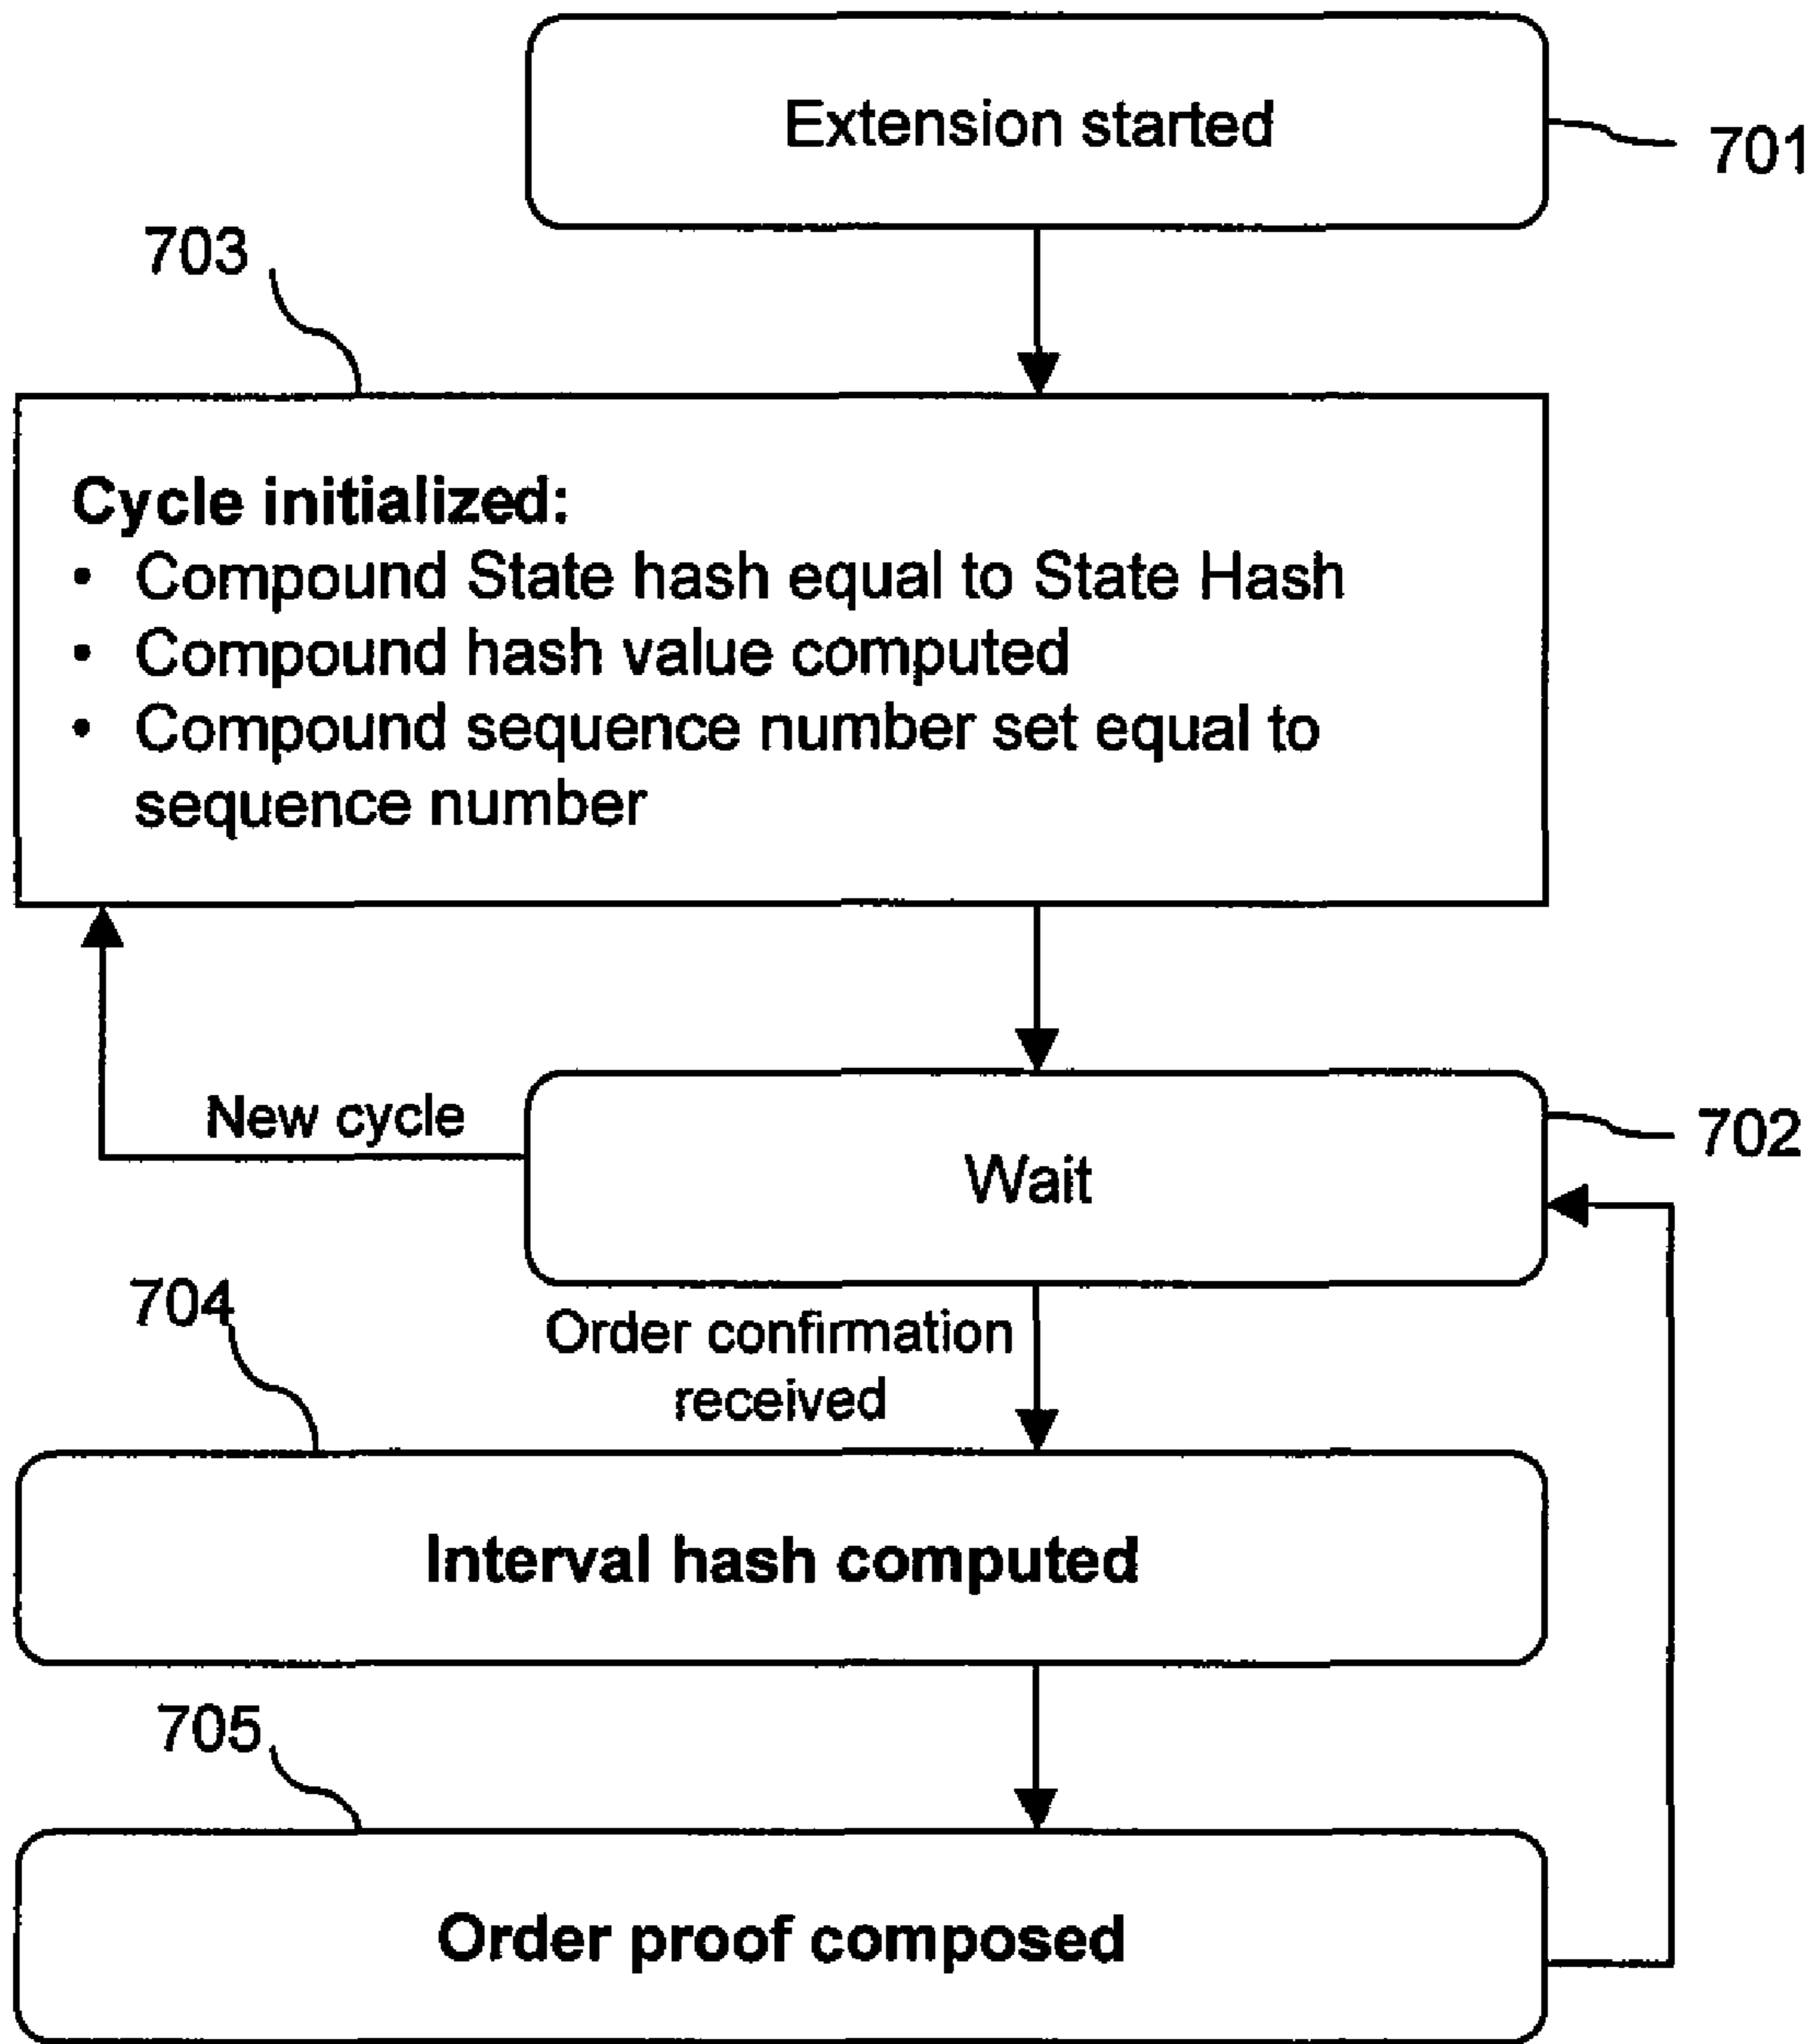 Extension started
701
703
Cycle initialized:
• Compound State hash equal to State Hash
• Compound hash value computed
• Compound sequence number set equal to
sequence number
New cycle
702
Wait
704
Order confirmation
received
Interval hash computed
705
Order proof composed